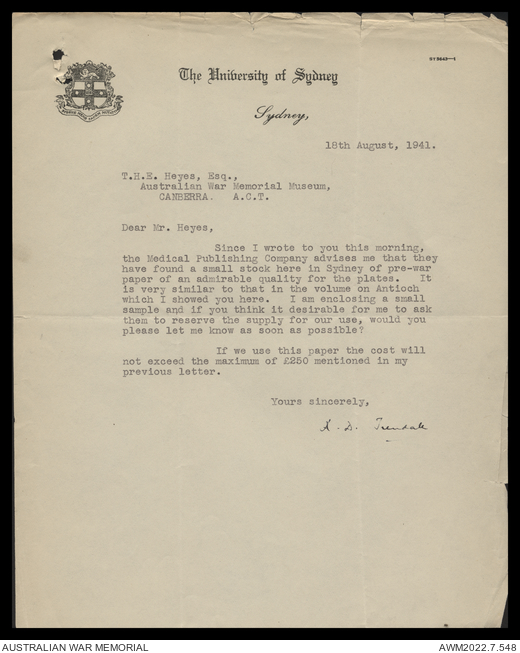 SY5643—1
The University of Sydney
Sydney,
18th August, 1941.
T.H.E. Heyes, Esq.,
Australian War Memorial Museum,
CANBERRA. A.C.T.
Dear Mr. Heyes,
Since I wrote to you this morning,
the Medical Publishing Company advises me that they
have found a small stock here in Sydney of pre-war
paper of an admirable quality for the plates. It
is very similar to that in the volume on Antioch
which I showed you here. I am enclosing a small
sample and if you think it desirable for me to ask
them to reserve the supply for our use, would you
please let me know as soon as possible?
If we use this paper the cost will
not exceed the maximum of £250 mentioned in my
previous letter.
Yours sincerely,
A. D. Trendall
AUSTRALIAN WAR MEMORIAL
AWM2022.7.548